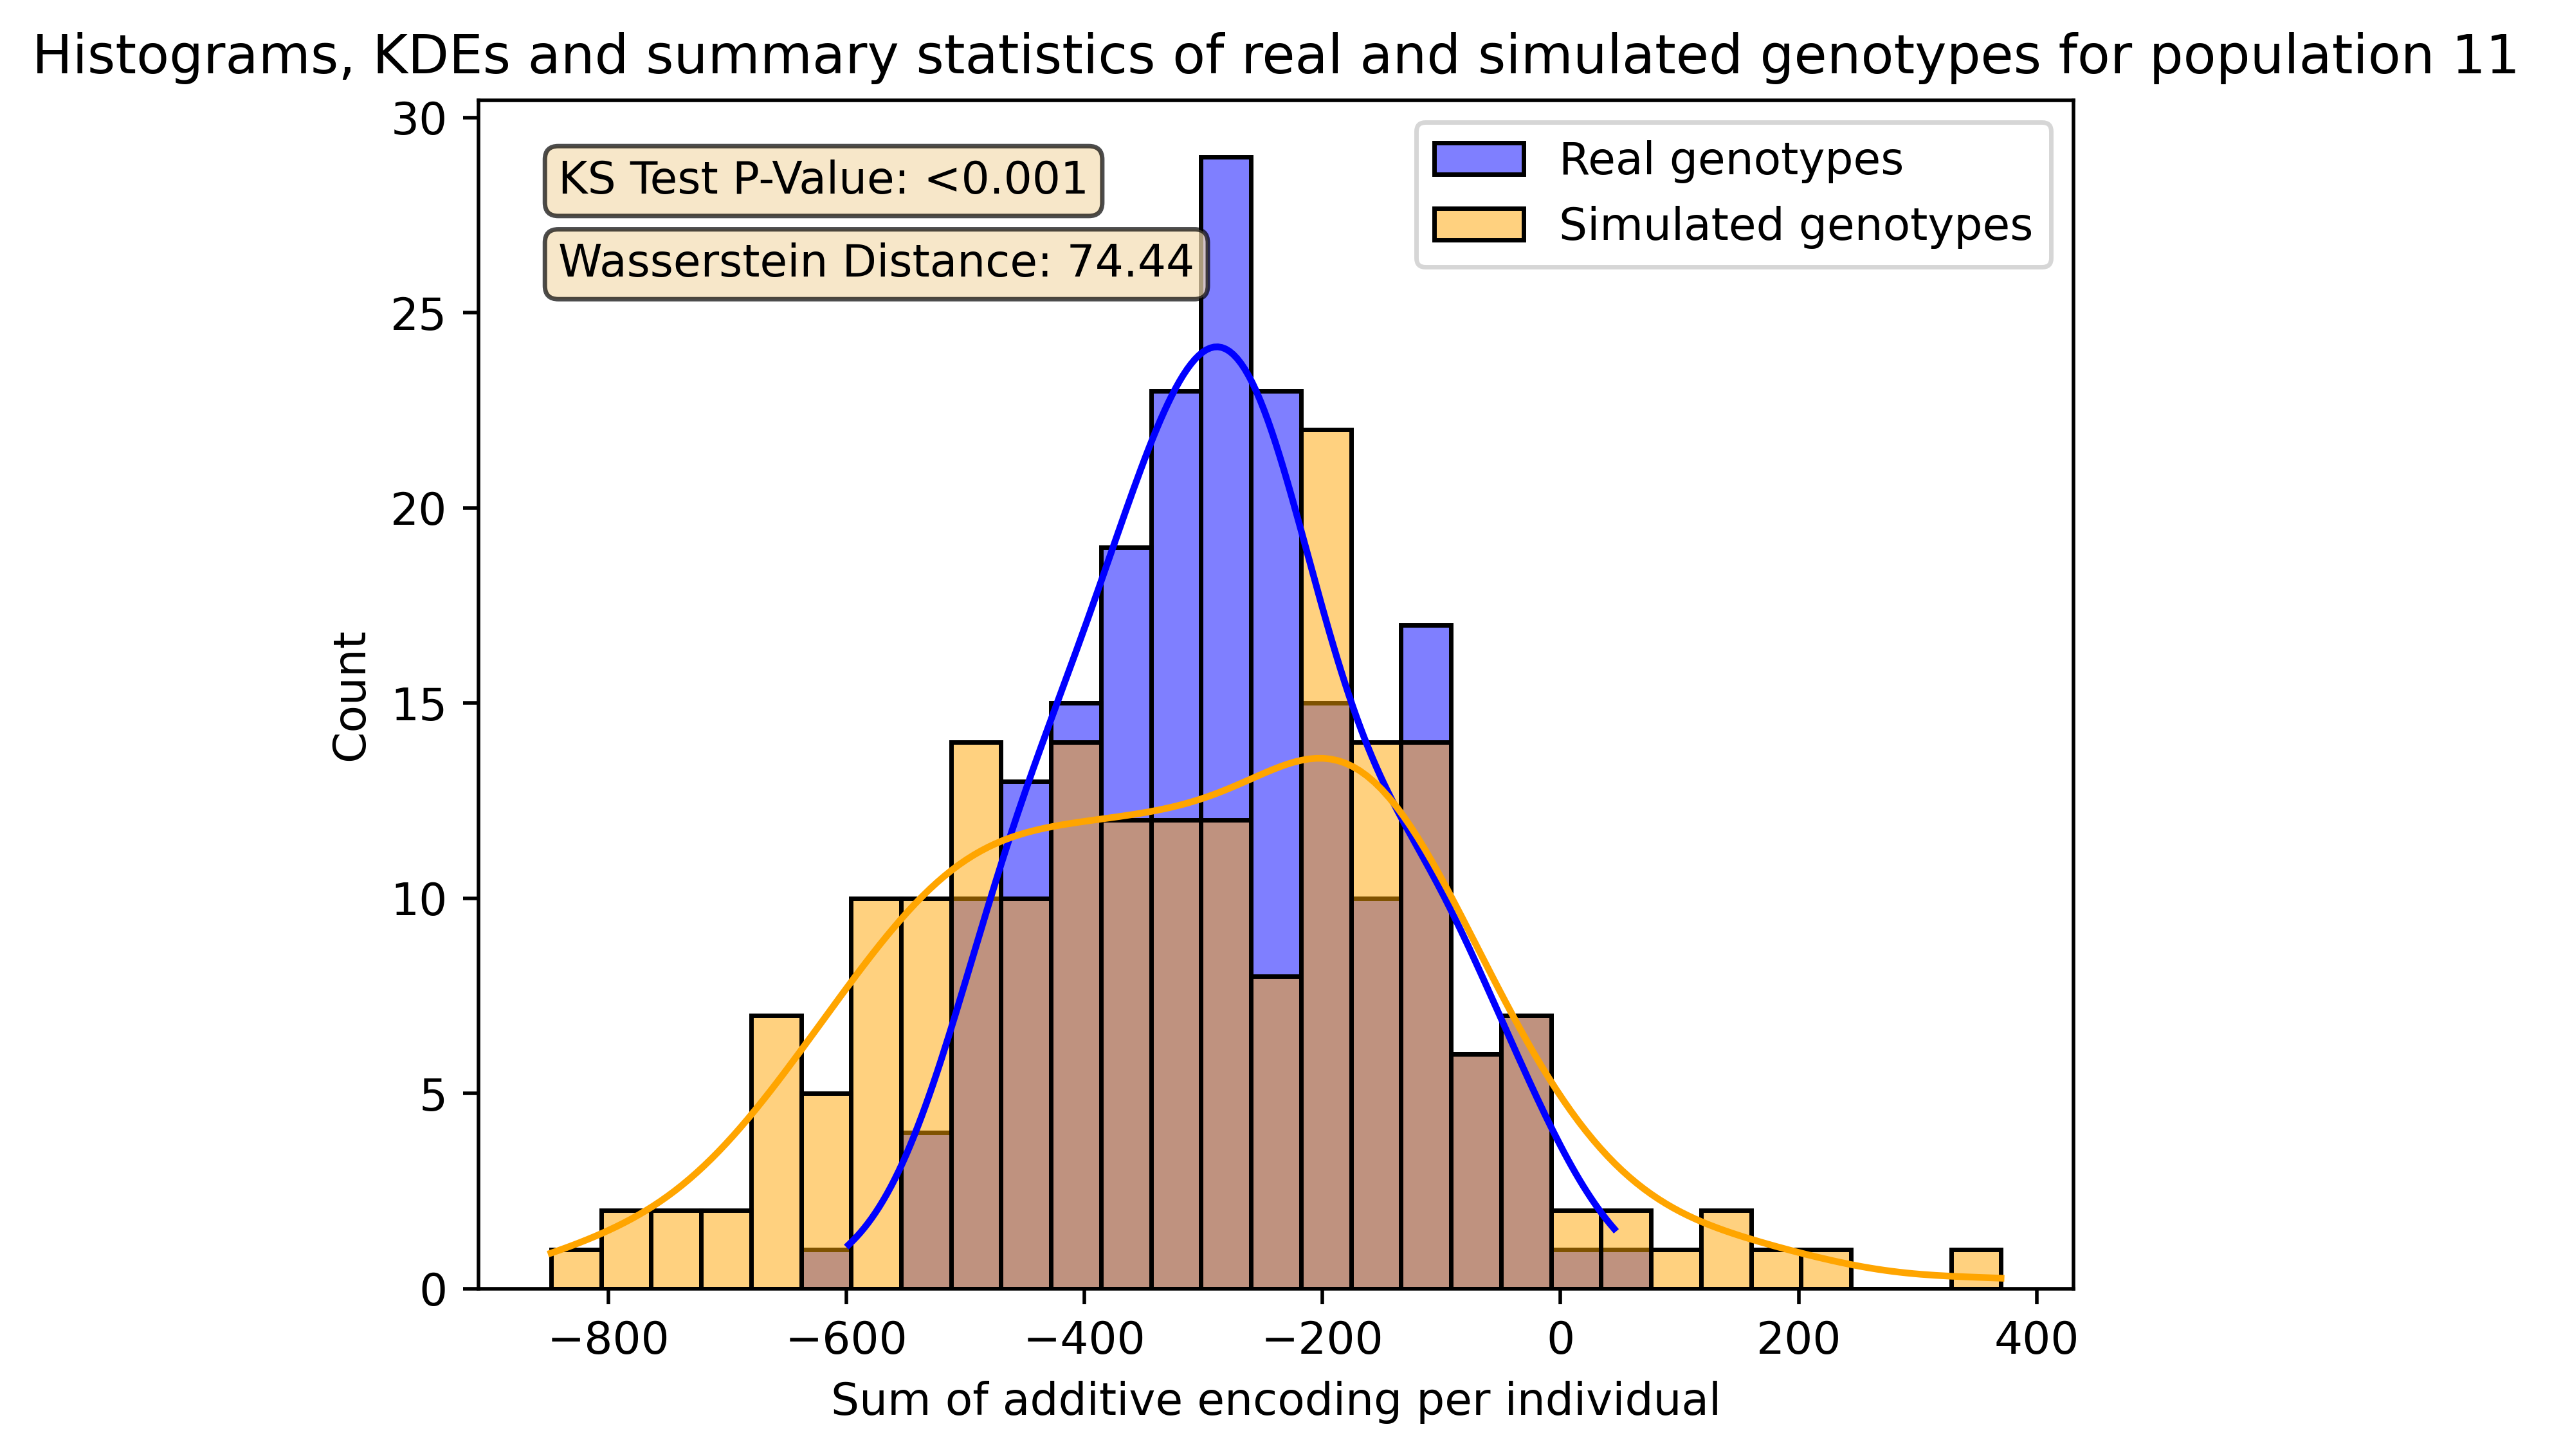 Histograms, KDEs and summary statistics of real and simulated genotypes for population 11
KS Test P-Value: <0.001
Wasserstein Distance: 74.44
Real genotypes
Simulated genotypes
Count
30
25
20
15
10
5
0
−800 −600 −400 −200 0 200 400
Sum of additive encoding per individual